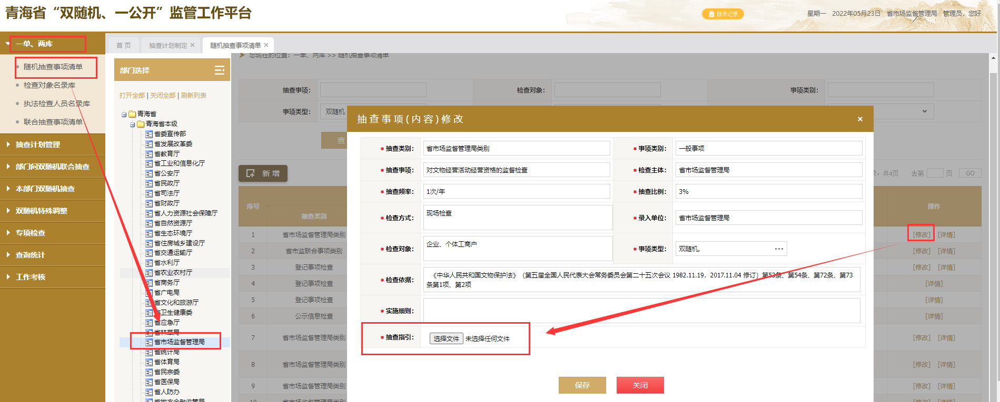 青海省“双随机、一公开”监管工作平台
版本记录
星期一 2022年05月23日 省市场监督管理局 管理员，您好
一单、两库
随机抽查事项清单
检查对象名录库
执法检查人员名录库
联合抽查事项清单
抽查计划管理
部门间双随机联合抽查
本部门双随机抽查
双随机特殊调整
专项检查
查询统计
工作考核
首 页
抽查计划制定 ×
随机抽查事项清单 ×
您现在的位置：一单、两库 >> 随机抽查事项清单
部门选择
打开全部 | 关闭全部 | 刷新列表
青海省
青海省本级
省委宣传部
省发展改革委
省教育厅
省工业和信息化厅
省公安厅
省民政厅
省司法厅
省财政厅
省人力资源社会保障厅
省自然资源厅
省生态环境厅
省住房城乡建设厅
省交通运输厅
省水利厅
省农业农村厅
省商务厅
省广电局
省文化和旅游厅
省卫生健康委
省应急厅
省林草局
省市场监督管理局
省统计局
省体育局
省民宗委
省医保局
省人防办
省地方金融监管局
抽查事项：
检查对象：
事项类别：
事项类型： 双随机
查
新 增
，共4页 去第 页 GO
序号
抽查类别
操作
1 省市场监督管理局类别 [修改] [详情]
2 省市监联合事项类别 [修改] [详情]
3 登记事项检查 [修改] [详情]
4 登记事项检查 [详情]
5 登记事项检查 [详情]
6 公示信息检查 [详情]
7 省市场监督管理局类别 [修改] [详情]
8 省市场监督管理局类别 [修改] [详情]
9 省市场监督管理局类别 [修改] [详情]
10 省市场监督管理局类别 [修改] [详情]
抽查事项(内容)修改 ×
* 抽查类别： 省市场监督管理局类别
* 事项类别： 一般事项
* 抽查事项： 对文物经营活动经营资格的监督检查
* 检查主体： 省市场监督管理局
* 抽查频率： 1次/年
* 抽查比例： 3%
* 检查方式： 现场检查
* 录入单位： 省市场监督管理局
* 检查对象： 企业、个体工商户
* 事项类型： 双随机, ···
* 检查依据： 《中华人民共和国文物保护法》（第五届全国人民代表大会常务委员会第二十五次会议 1982.11.19，2017.11.04 修订）第53条、第54条、第72条、第73
条第1项、第2项
* 实施细则：
* 抽查指引： 选择文件 未选择任何文件
保存
关闭